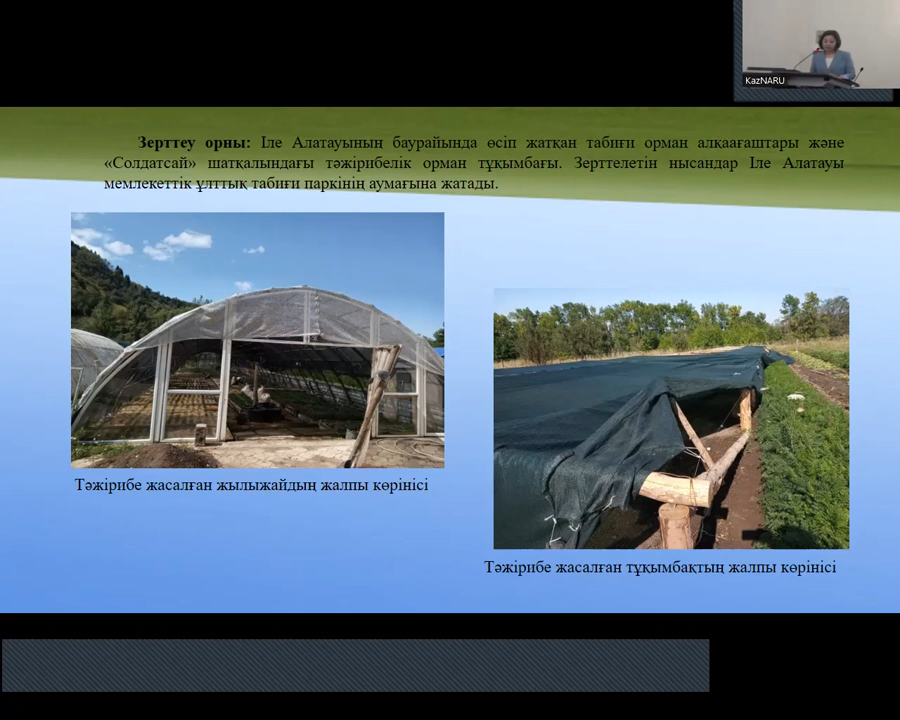 KazNARU
Зерттеу орны: Іле Алатауының баурайында өсіп жатқан табиғи орман алқаағаштары және
«Солдатсай» шатқалындағы тәжірибелік орман тұқымбағы. Зерттелетін нысандар Іле Алатауы
мемлекеттік ұлттық табиғи паркінің аумағына жатады.
Тәжірибе жасалған жылыжайдың жалпы көрінісі
Тәжірибе жасалған тұқымбақтың жалпы көрінісі